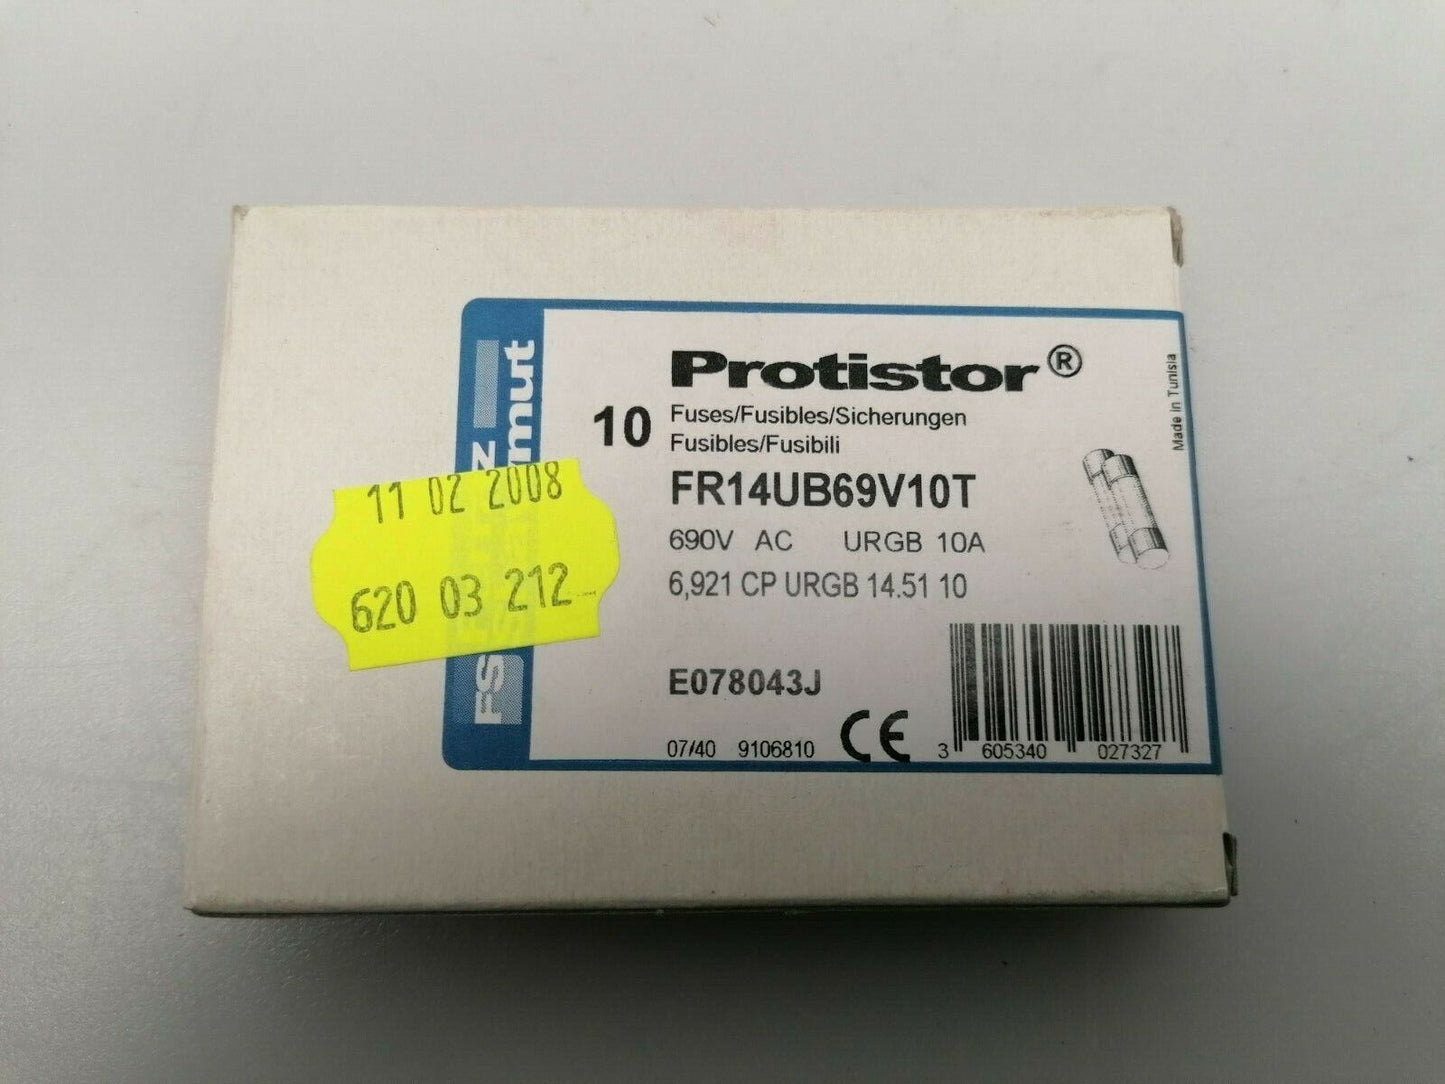 Protistor®
10
Fuses/Fusibles/Sicherungen
Fusibles/Fusibili
FR14UB69V10T
690V AC URGB 10A
6,921 CP URGB 14.51 10
E078043J
07/40 9106810 CE
3 605340 027327
Made in Tunisia
11 02 2008
620 03 212